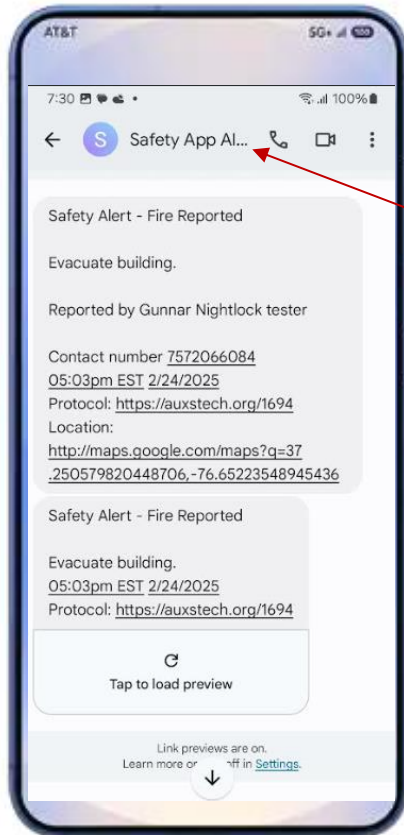 AT&T 5G+
7:30 100%
S Safety App Al...
Safety Alert - Fire Reported
Evacuate building.
Reported by Gunnar Nightlock tester
Contact number 7572066084
05:03pm EST 2/24/2025
Protocol: https://auxstech.org/1694
Location:
http://maps.google.com/maps?q=37
.250579820448706,-76.65223548945436
Safety Alert - Fire Reported
Evacuate building.
05:03pm EST 2/24/2025
Protocol: https://auxstech.org/1694
Tap to load preview
Link previews are on.
Learn more or off in Settings.